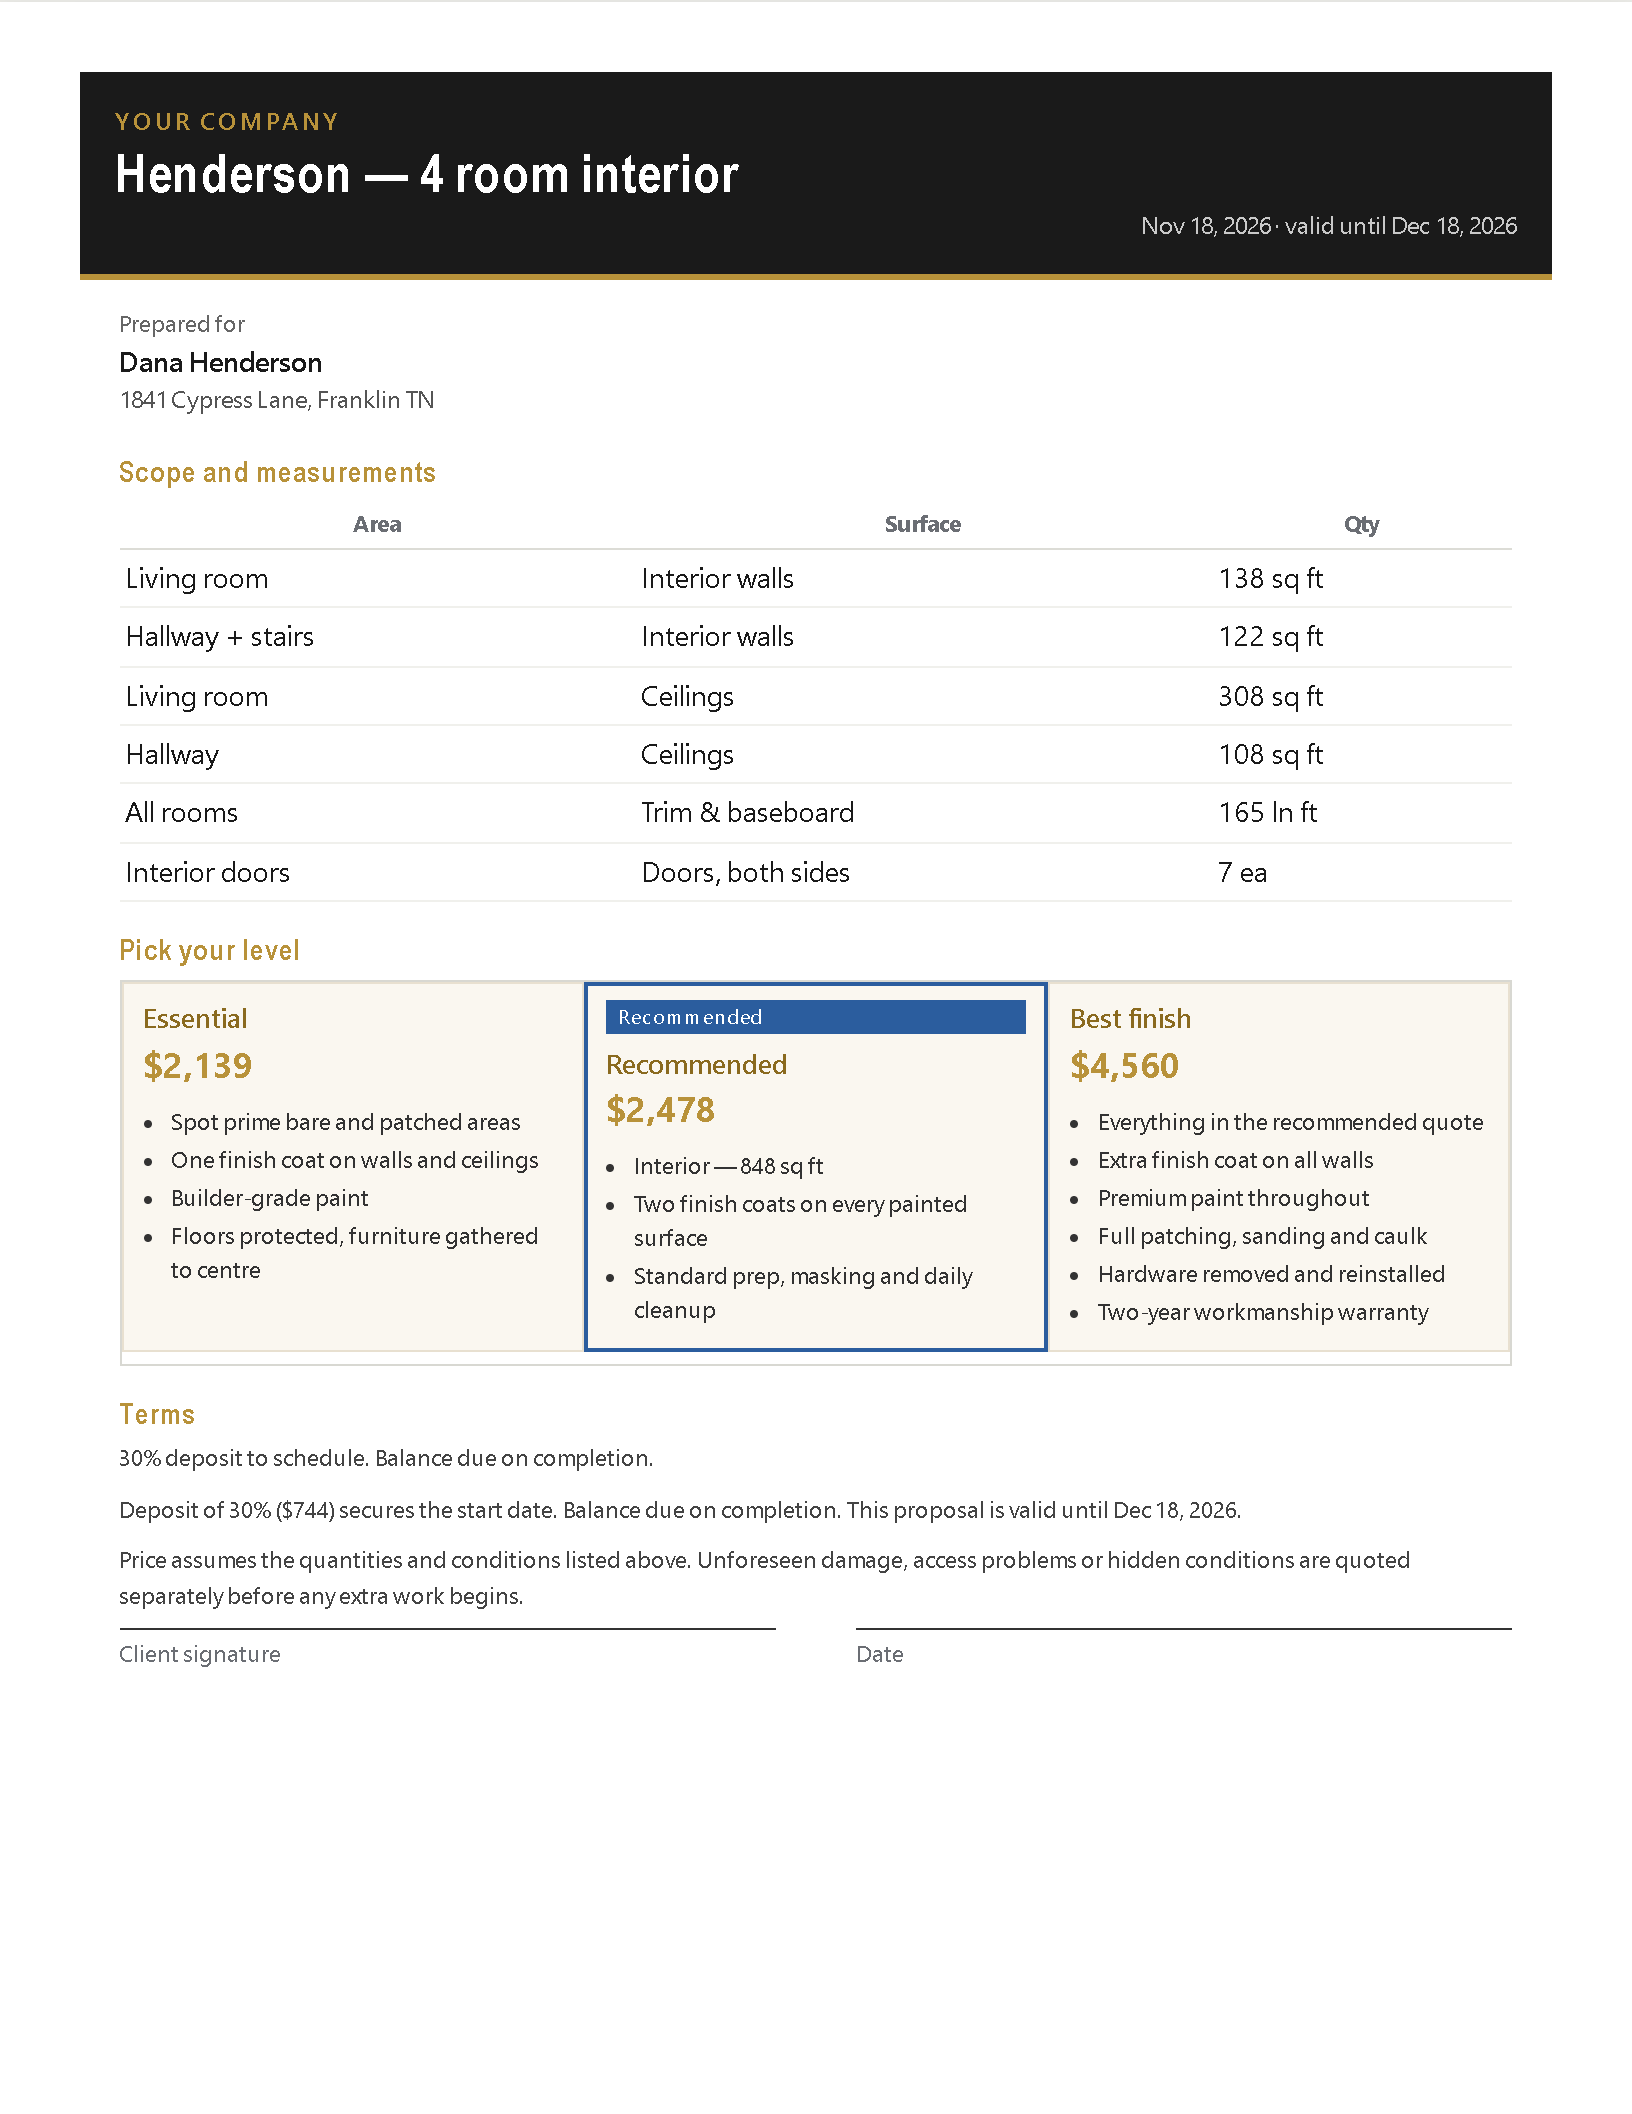 YOUR COMPANY
Henderson — 4 room interior
Nov 18, 2026 · valid until Dec 18, 2026
Prepared for
Dana Henderson
1841 Cypress Lane, Franklin TN
Scope and measurements
Area Surface Qty
Living room Interior walls 138 sq ft
Hallway + stairs Interior walls 122 sq ft
Living room Ceilings 308 sq ft
Hallway Ceilings 108 sq ft
All rooms Trim & baseboard 165 ln ft
Interior doors Doors, both sides 7 ea
Pick your level
Essential
$2,139
• Spot prime bare and patched areas
• One finish coat on walls and ceilings
• Builder-grade paint
• Floors protected, furniture gathered
to centre
Recommended
Recommended
$2,478
• Interior — 848 sq ft
• Two finish coats on every painted
surface
• Standard prep, masking and daily
cleanup
Best finish
$4,560
• Everything in the recommended quote
• Extra finish coat on all walls
• Premium paint throughout
• Full patching, sanding and caulk
• Hardware removed and reinstalled
• Two-year workmanship warranty
Terms
30% deposit to schedule. Balance due on completion.
Deposit of 30% ($744) secures the start date. Balance due on completion. This proposal is valid until Dec 18, 2026.
Price assumes the quantities and conditions listed above. Unforeseen damage, access problems or hidden conditions are quoted
separately before any extra work begins.
Client signature Date